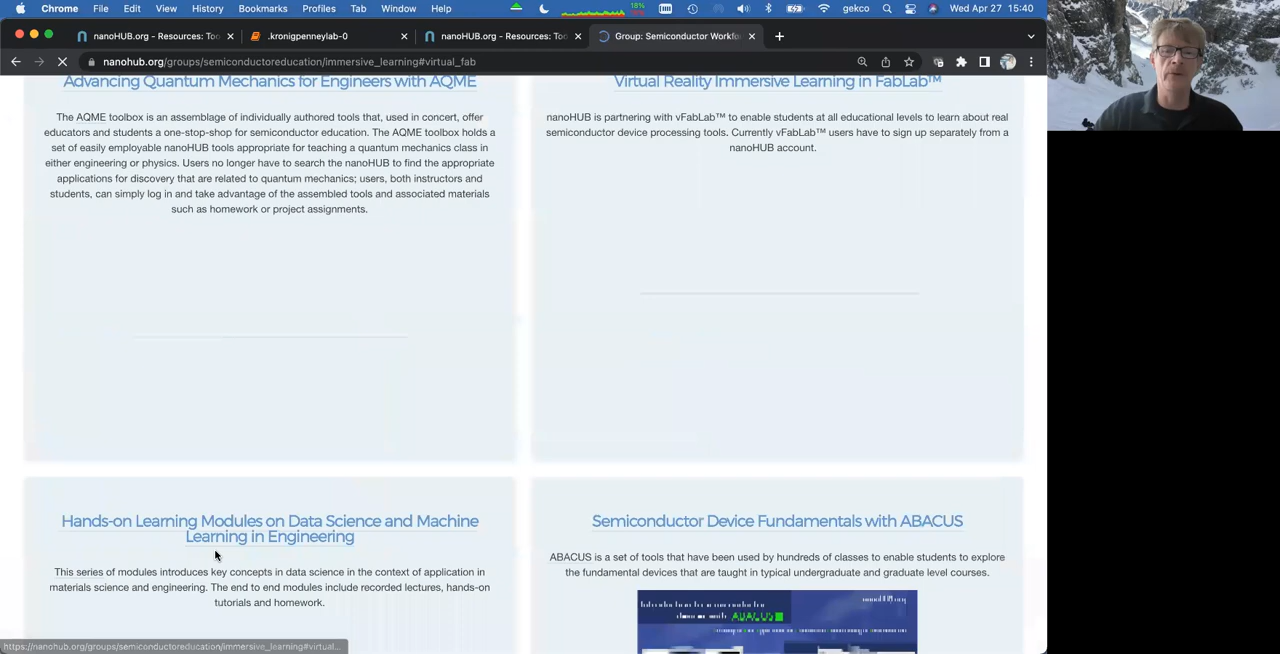 Chrome File Edit View History Bookmarks Profiles Tab Window Help 18% gekco Wed Apr 27 15:40
nanoHUB.org - Resources: Too .kronigpenneylab-0 nanoHUB.org - Resources: Too Group: Semiconductor Workfo
nanohub.org/groups/semiconductoreducation/immersive_learning#virtual_fab
Advancing Quantum Mechanics for Engineers with AQME
The AQME toolbox is an assemblage of individually authored tools that, used in concert, offer
educators and students a one-stop-shop for semiconductor education. The AQME toolbox holds a
set of easily employable nanoHUB tools appropriate for teaching a quantum mechanics class in
either engineering or physics. Users no longer have to search the nanoHUB to find the appropriate
applications for discovery that are related to quantum mechanics; users, both instructors and
students, can simply log in and take advantage of the assembled tools and associated materials
such as homework or project assignments.
Virtual Reality Immersive Learning in FabLab™
nanoHUB is partnering with vFabLab™ to enable students at all educational levels to learn about real
semiconductor device processing tools. Currently vFabLab™ users have to sign up separately from a
nanoHUB account.
Hands-on Learning Modules on Data Science and Machine
Learning in Engineering
This series of modules introduces key concepts in data science in the context of application in
materials science and engineering. The end to end modules include recorded lectures, hands-on
tutorials and homework.
Semiconductor Device Fundamentals with ABACUS
ABACUS is a set of tools that have been used by hundreds of classes to enable students to explore
the fundamental devices that are taught in typical undergraduate and graduate level courses.
ABACUS
https://nanohub.org/groups/semiconductoreducation/immersive_learning#virtual...